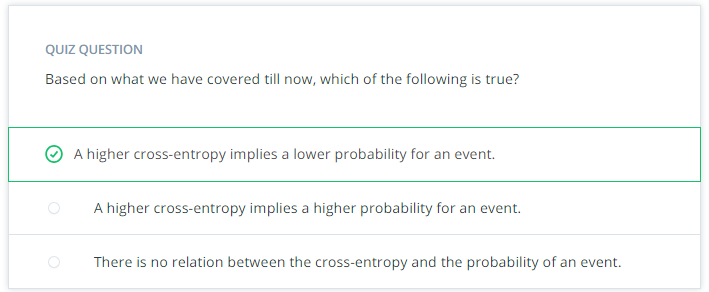 QUIZ QUESTION
Based on what we have covered till now, which of the following is true?
A higher cross-entropy implies a lower probability for an event.
A higher cross-entropy implies a higher probability for an event.
There is no relation between the cross-entropy and the probability of an event.